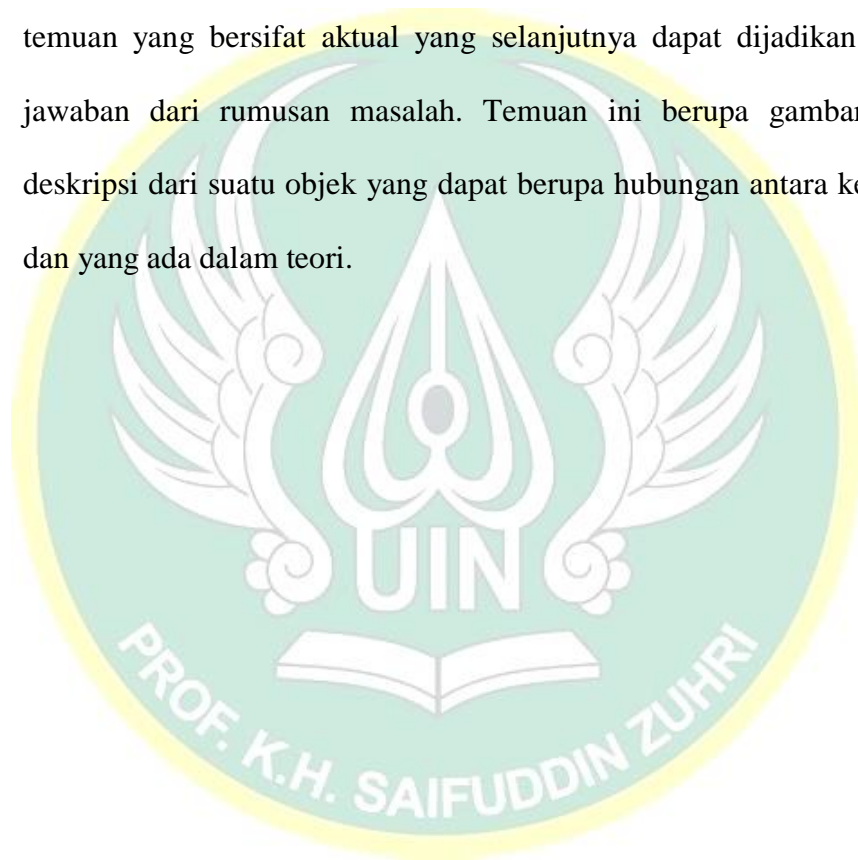 temuan yang bersifat aktual yang selanjutnya dapat dijadikan
jawaban dari rumusan masalah. Temuan ini berupa
deskripsi dari suatu objek yang dapat berupa hubungan antara
dan yang ada dalam teori.
UIN
PROF. K.H. SAIFUDDIN ZUHRI